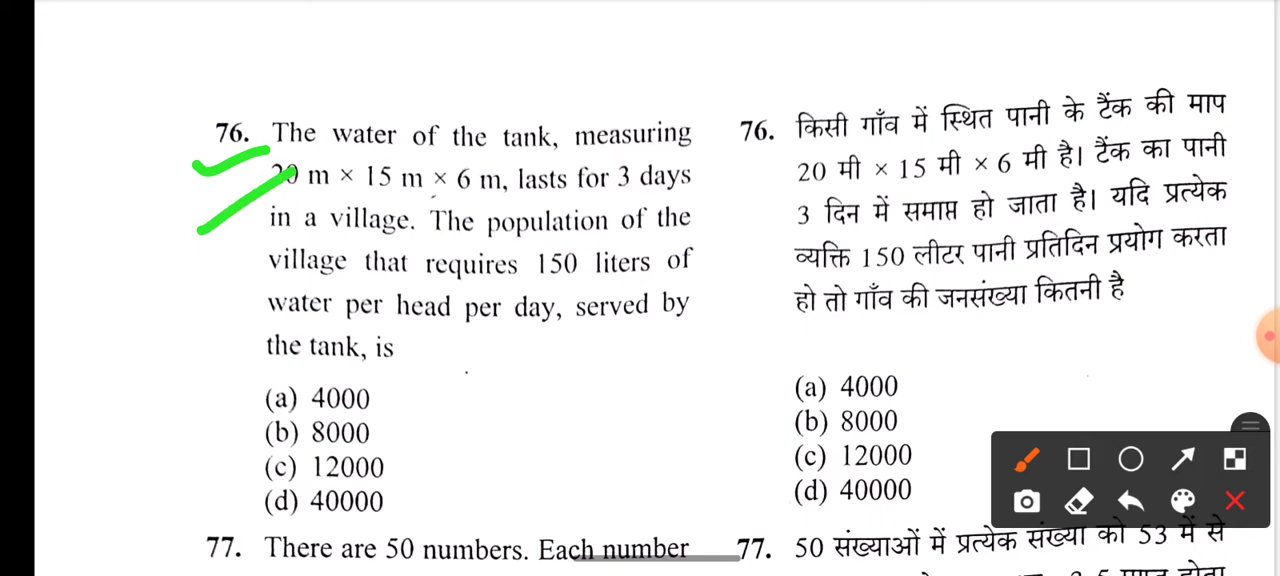 76. The water of the tank, measuring
20 m × 15 m × 6 m, lasts for 3 days
in a village. The population of the
village that requires 150 liters of
water per head per day, served by
the tank, is
(a) 4000
(b) 8000
(c) 12000
(d) 40000
77. There are 50 numbers. Each number
76. किसी गाँव में स्थित पानी के टैंक की माप
20 मी × 15 मी × 6 मी है। टैंक का पानी
3 दिन में समाप्त हो जाता है। यदि प्रत्येक
व्यक्ति 150 लीटर पानी प्रतिदिन प्रयोग करता
हो तो गाँव की जनसंख्या कितनी है
(a) 4000
(b) 8000
(c) 12000
(d) 40000
77. 50 संख्याओं में प्रत्येक संख्या को 53 में से